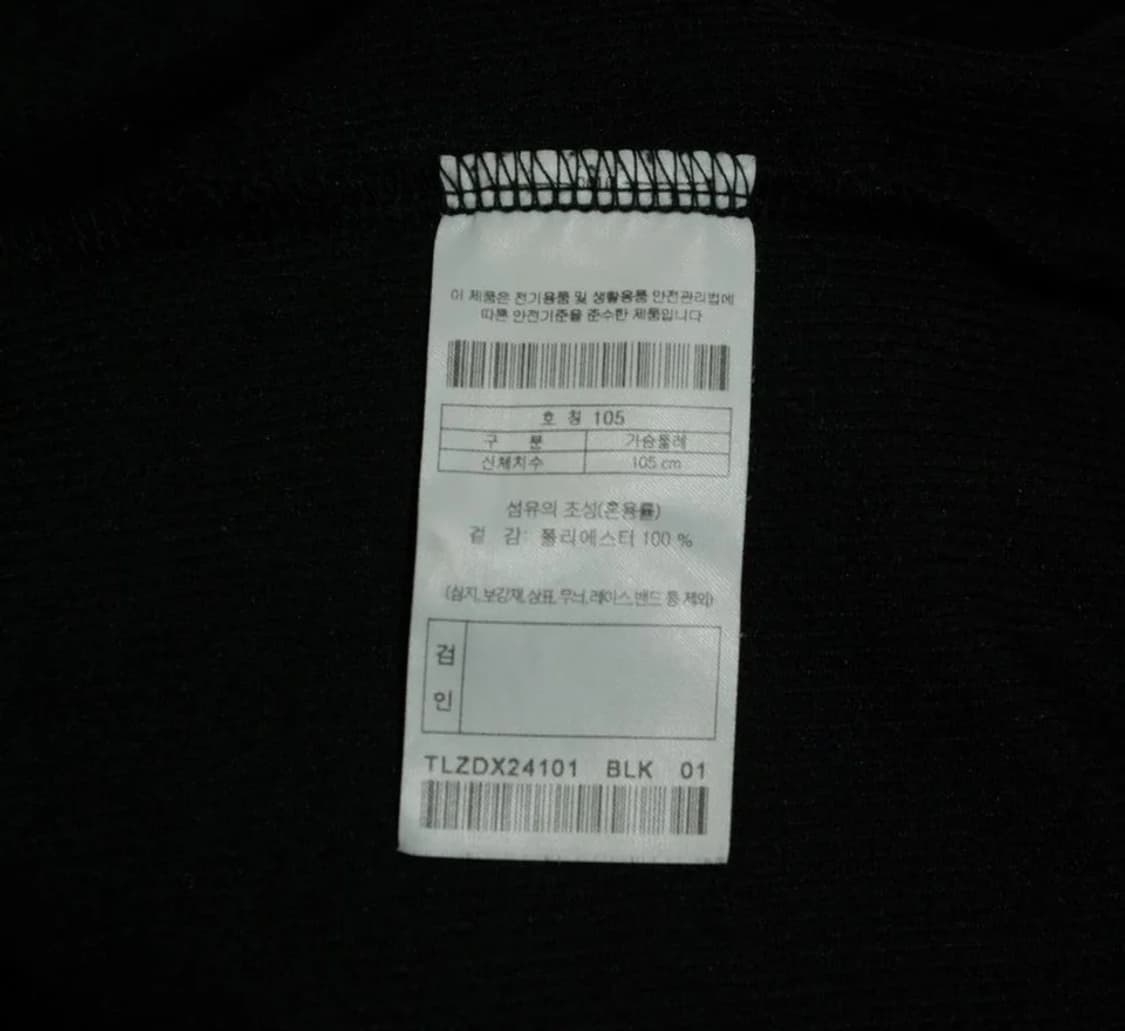 이 제품은 전기용품 및 생활용품 안전관리법에
따른 안전기준을 준수한 제품입니다
호 칭 105
구 분 가슴둘레
신체치수 105 cm
섬유의 조성(혼용률)
겉 감: 폴리에스터 100 %
(심지,보강재,상표,무늬,레이스,밴드 등 제외)
검
인
TLZDX24101 BLK 01